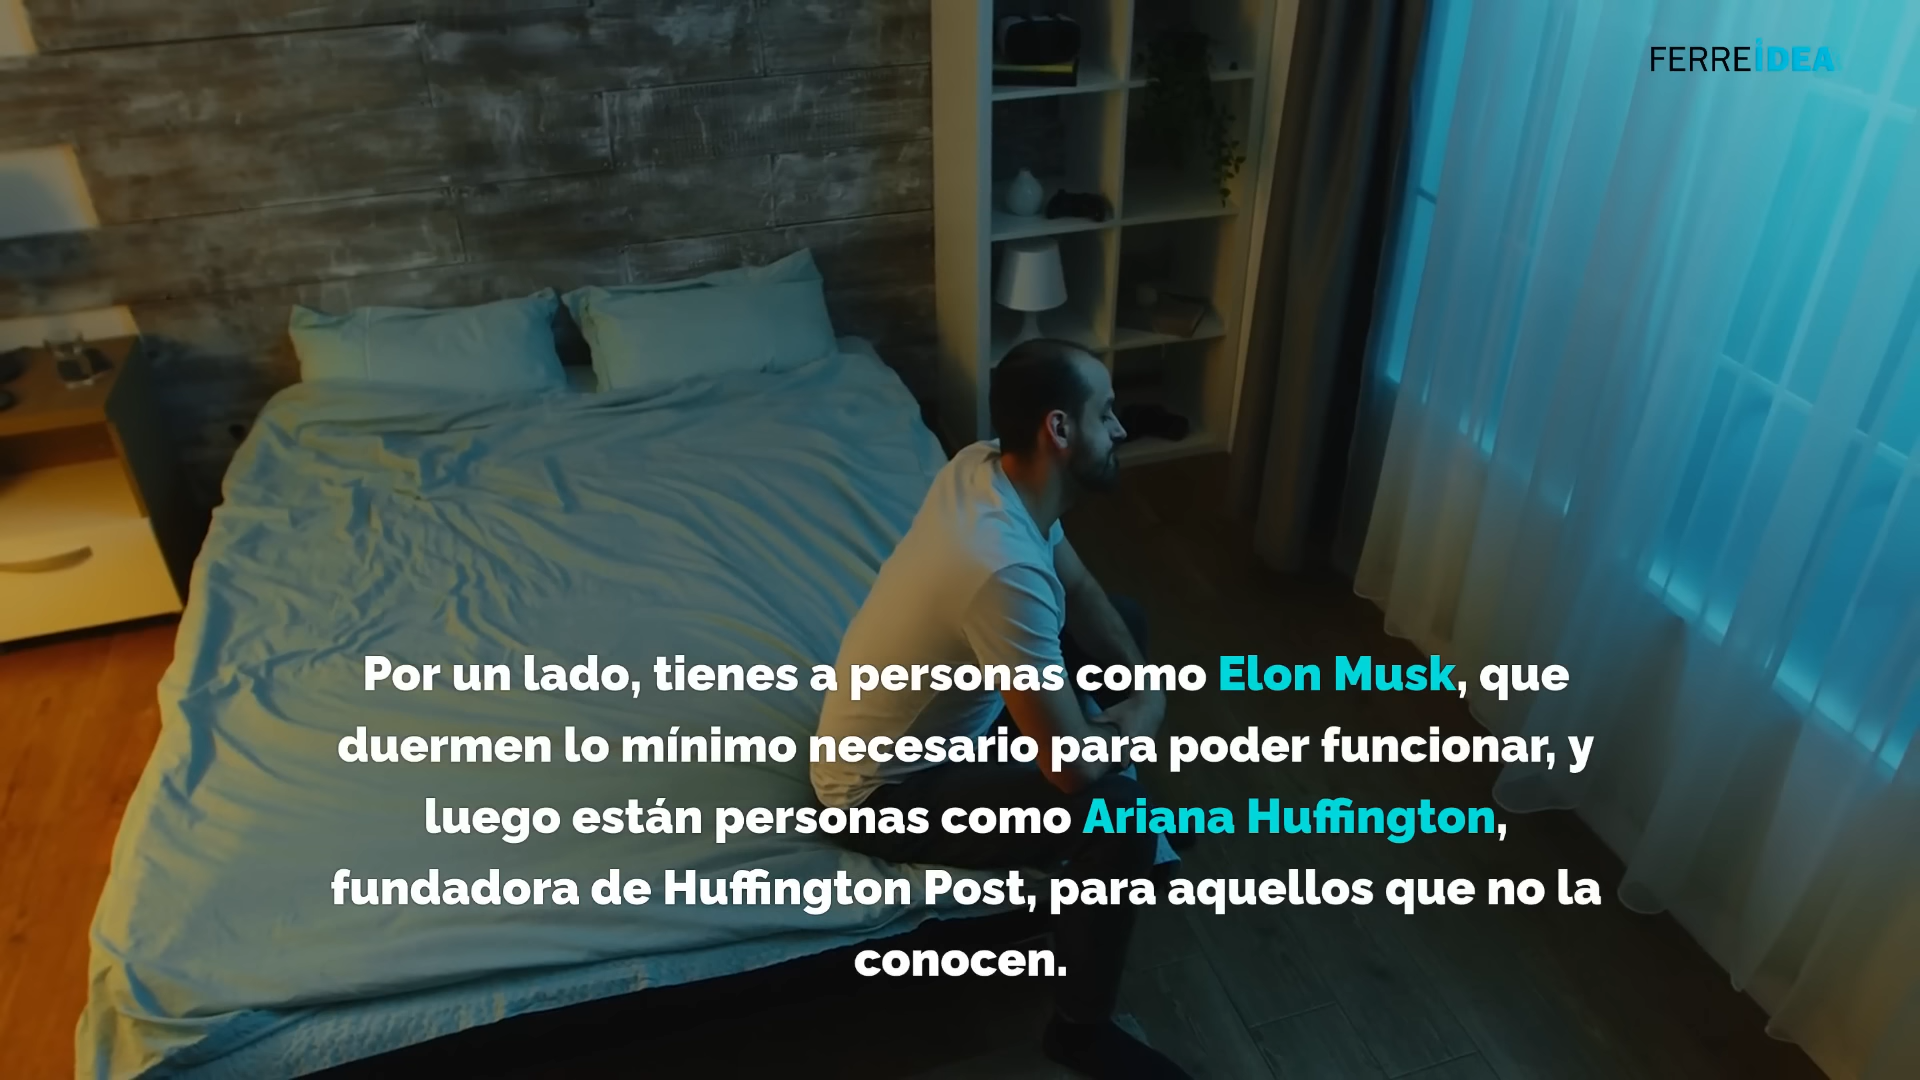 FERREiDEA
Por un lado, tienes a personas como Elon Musk, que
duermen lo mínimo necesario para poder funcionar, y
luego están personas como Ariana Huffington,
fundadora de Huffington Post, para aquellos que no la
conocen.